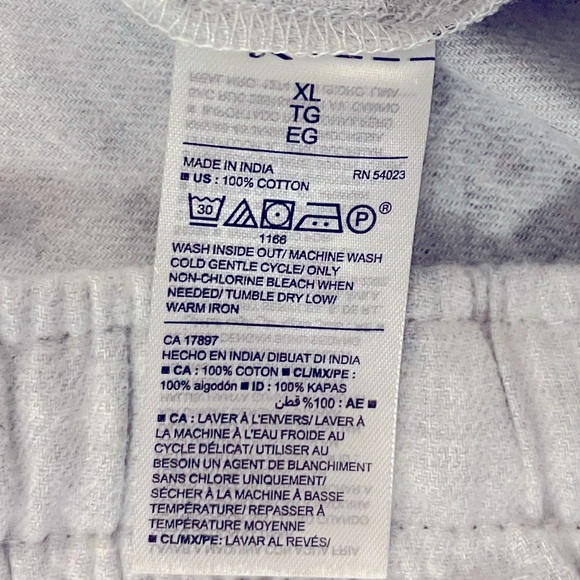 XL
TG
EG
MADE IN INDIA RN 54023
US : 100% COTTON
30 P ®
1166
WASH INSIDE OUT/ MACHINE WASH
COLD GENTLE CYCLE/ ONLY
NON-CHLORINE BLEACH WHEN
NEEDED/ TUMBLE DRY LOW/
WARM IRON
CA 17897
HECHO EN INDIA/ DIBUAT DI INDIA
CA : 100% COTON CL/MX/PE :
100% algodón ID : 100% KAPAS
AE : 100% قطن
CA : LAVER À L'ENVERS/ LAVER À
LA MACHINE À L'EAU FROIDE AU
CYCLE DÉLICAT/ UTILISER AU
BESOIN UN AGENT DE BLANCHIMENT
SANS CHLORE UNIQUEMENT/
SÉCHER À LA MACHINE À BASSE
TEMPÉRATURE/ REPASSER À
TEMPÉRATURE MOYENNE
CL/MX/PE: LAVAR AL REVÉS/